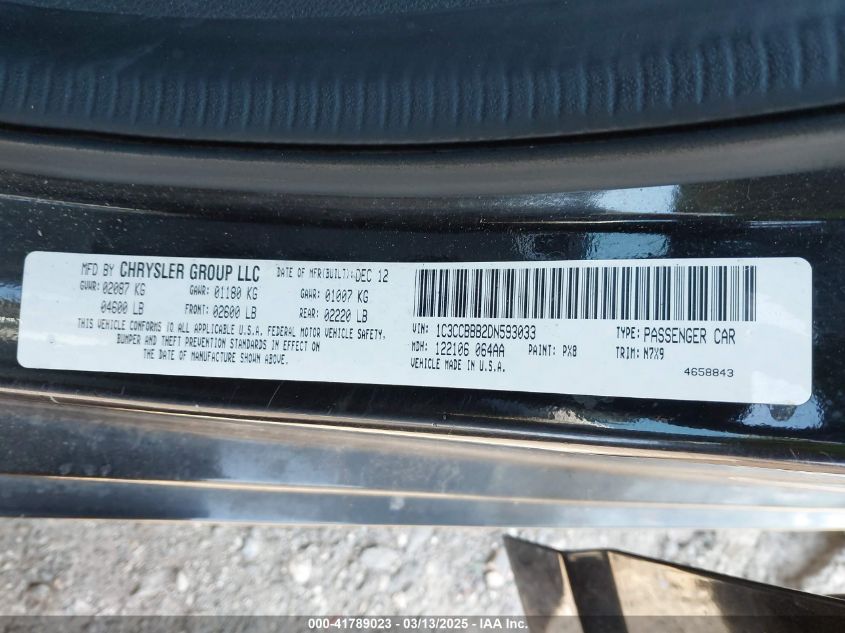 MFD BY CHRYSLER GROUP LLC DATE OF MFR(BUILT): DEC 12
GVWR: 02087 KG GAWR: 01180 KG GAWR: 01007 KG
04600 LB FRONT: 02600 LB REAR: 02220 LB
THIS VEHICLE CONFORMS TO ALL APPLICABLE U.S.A. FEDERAL MOTOR VEHICLE SAFETY,
BUMPER AND THEFT PREVENTION STANDARDS IN EFFECT ON
THE DATE OF MANUFACTURE SHOWN ABOVE.
VIN: 1C3CCBBB2DN593033 TYPE: PASSENGER CAR
MDH: 122106 064AA PAINT: PX8 TRIM: N7X9
VEHICLE MADE IN U.S.A. 4658843
000-41789023 - 03/13/2025 - IAAI.com